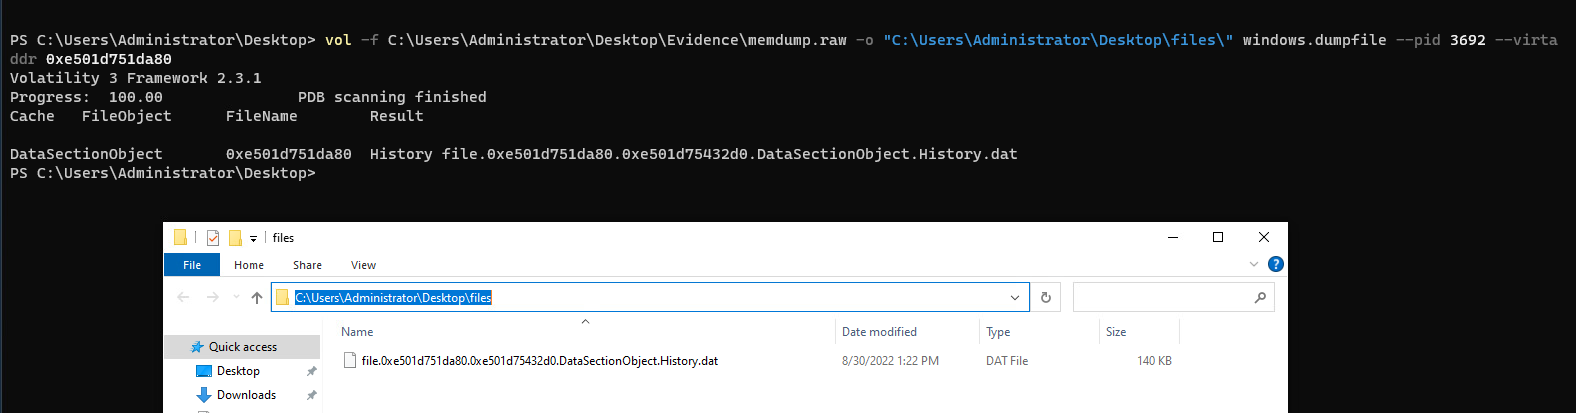 PS C:\Users\Administrator\Desktop> vol -f C:\Users\Administrator\Desktop\Evidence\memdump.raw -o "C:\Users\Administrator\Desktop\files\" windows.dumpfile --pid 3692 --virta
ddr 0xe501d751da80
Volatility 3 Framework 2.3.1
Progress:  100.00               PDB scanning finished
Cache   FileObject      FileName        Result
DataSectionObject       0xe501d751da80  History file.0xe501d751da80.0xe501d75432d0.DataSectionObject.History.dat
PS C:\Users\Administrator\Desktop>
files
File Home Share View
?
C:\Users\Administrator\Desktop\files
Name Date modified Type Size
Quick access
file.0xe501d751da80.0xe501d75432d0.DataSectionObject.History.dat 8/30/2022 1:22 PM DAT File 140 KB
Desktop
Downloads